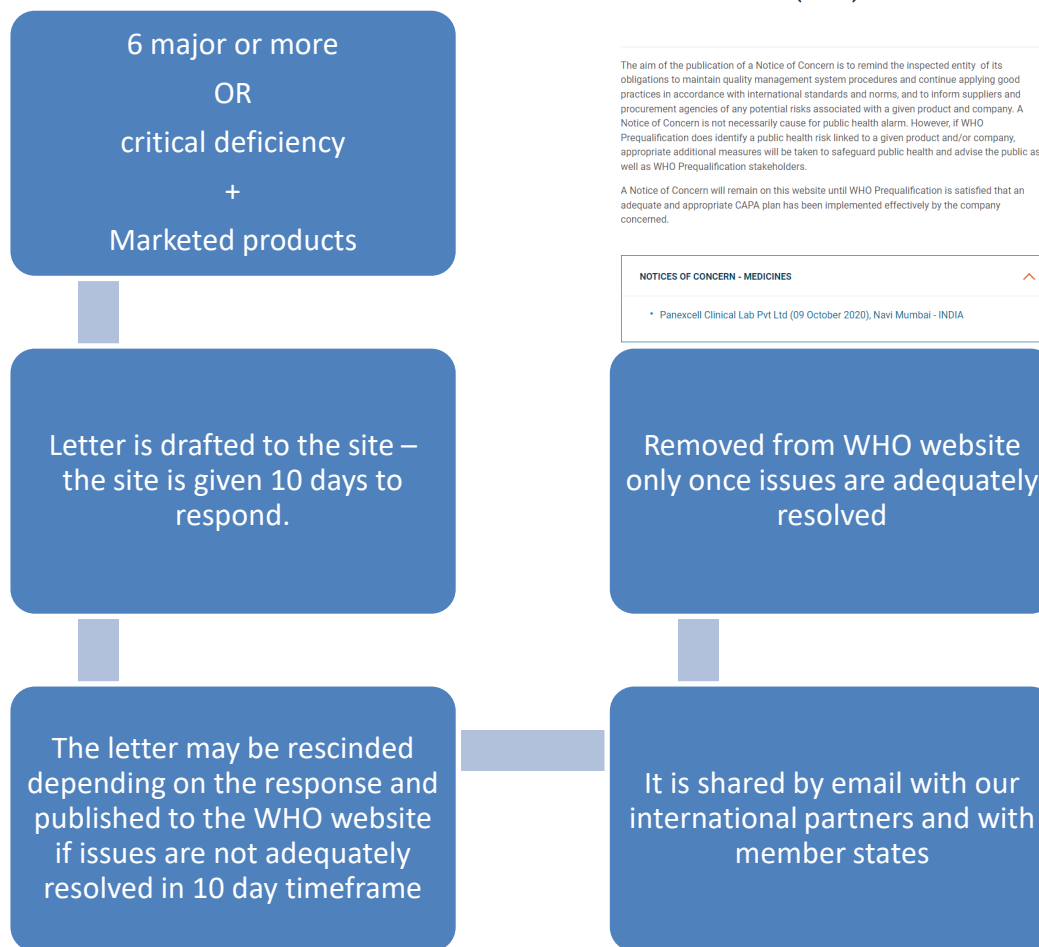 6 major or more
OR
critical deficiency
+
Marketed products
Letter is drafted to the site –
the site is given 10 days to
respond.
The letter may be rescinded
depending on the response and
published to the WHO website
if issues are not adequately
resolved in 10 day timeframe
It is shared by email with our
international partners and with
member states
Removed from WHO website
only once issues are adequately
resolved
The aim of the publication of a Notice of Concern is to remind the inspected entity of its
obligations to maintain quality management system procedures and continue applying good
practices in accordance with international standards and norms, and to inform suppliers and
procurement agencies of any potential risks associated with a given product and company. A
Notice of Concern is not necessarily cause for public health alarm. However, if WHO
Prequalification does identify a public health risk linked to a given product and/or company,
appropriate additional measures will be taken to safeguard public health and advise the public as
well as WHO Prequalification stakeholders.
A Notice of Concern will remain on this website until WHO Prequalification is satisfied that an
adequate and appropriate CAPA plan has been implemented effectively by the company
concerned.
NOTICES OF CONCERN - MEDICINES
• Panexcell Clinical Lab Pvt Ltd (09 October 2020), Navi Mumbai - INDIA